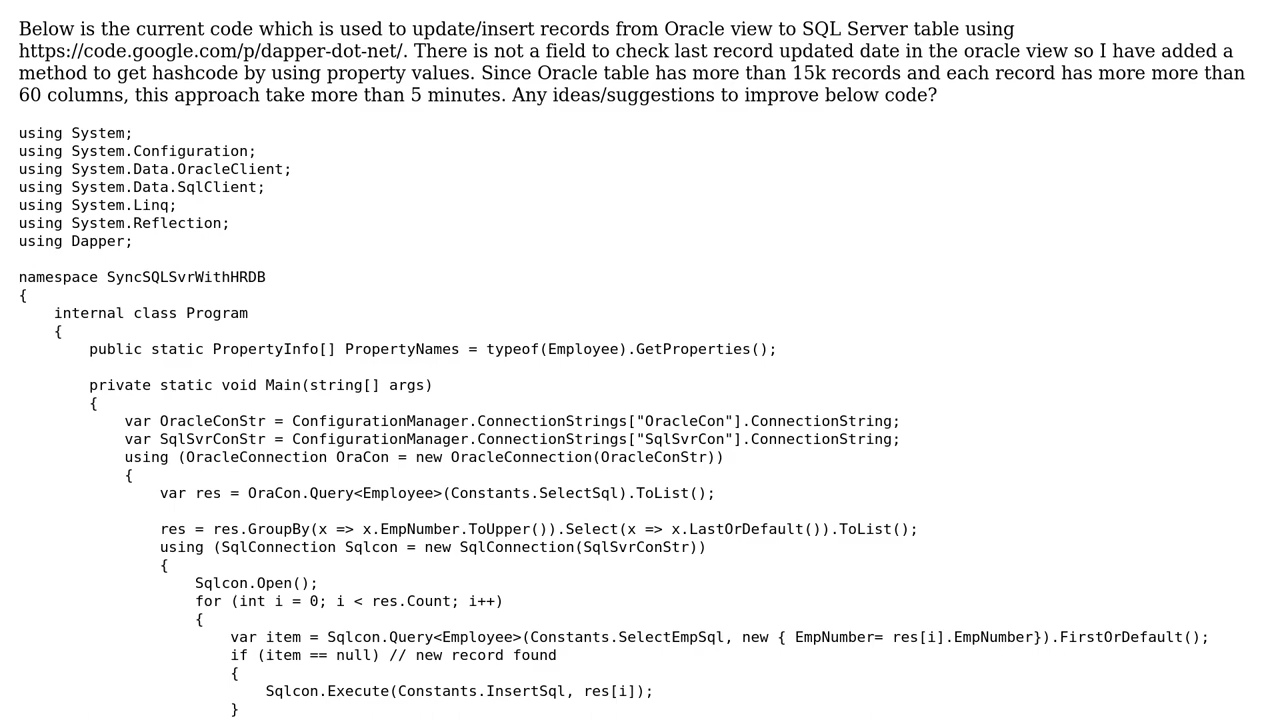 Below is the current code which is used to update/insert records from Oracle view to SQL Server table using
https://code.google.com/p/dapper-dot-net/. There is not a field to check last record updated date in the oracle view so I have added a
method to get hashcode by using property values. Since Oracle table has more than 15k records and each record has more more than
60 columns, this approach take more than 5 minutes. Any ideas/suggestions to improve below code?
using System;
using System.Configuration;
using System.Data.OracleClient;
using System.Data.SqlClient;
using System.Linq;
using System.Reflection;
using Dapper;

namespace SyncSQLSvrWithHRDB
{
    internal class Program
    {
        public static PropertyInfo[] PropertyNames = typeof(Employee).GetProperties();

        private static void Main(string[] args)
        {
            var OracleConStr = ConfigurationManager.ConnectionStrings["OracleCon"].ConnectionString;
            var SqlSvrConStr = ConfigurationManager.ConnectionStrings["SqlSvrCon"].ConnectionString;
            using (OracleConnection OraCon = new OracleConnection(OracleConStr))
            {
                var res = OraCon.Query<Employee>(Constants.SelectSql).ToList();

                res = res.GroupBy(x => x.EmpNumber.ToUpper()).Select(x => x.LastOrDefault()).ToList();
                using (SqlConnection Sqlcon = new SqlConnection(SqlSvrConStr))
                {
                    Sqlcon.Open();
                    for (int i = 0; i < res.Count; i++)
                    {
                        var item = Sqlcon.Query<Employee>(Constants.SelectEmpSql, new { EmpNumber= res[i].EmpNumber}).FirstOrDefault();
                        if (item == null) // new record found
                        {
                            Sqlcon.Execute(Constants.InsertSql, res[i]);
                        }